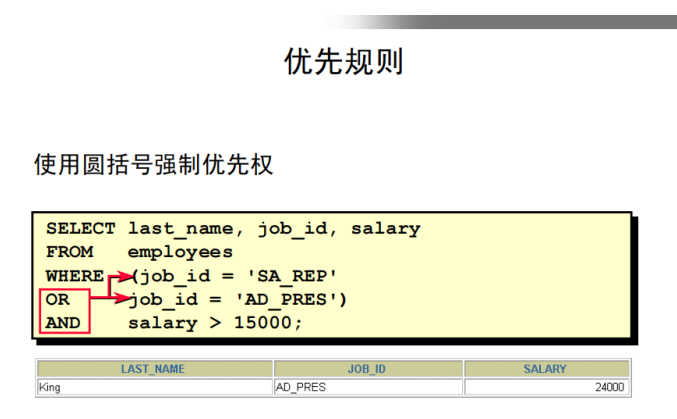 优先规则
使用圆括号强制优先权
SELECT last_name, job_id, salary
FROM employees
WHERE (job_id = 'SA_REP'
OR job_id = 'AD_PRES')
AND salary > 15000;
LAST_NAME JOB_ID SALARY
King AD_PRES 24000